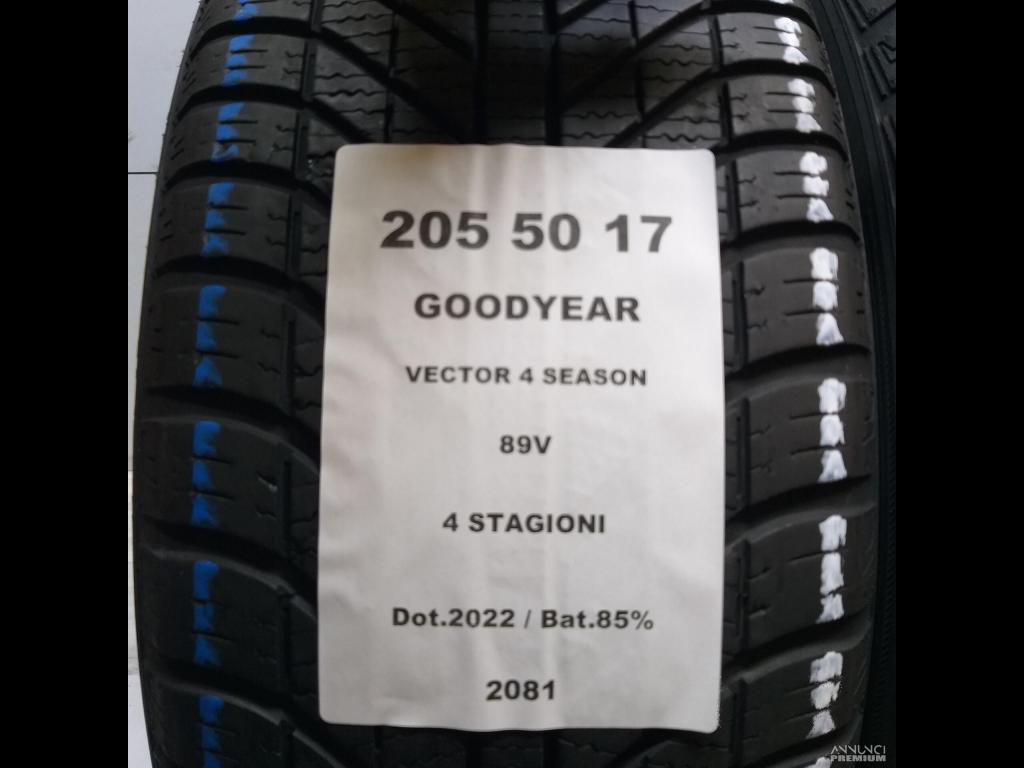 205 50 17
GOODYEAR
VECTOR 4 SEASON
89V
4 STAGIONI
Dot.2022 / Bat.85%
2081
ANNUNCI
PREMIUM